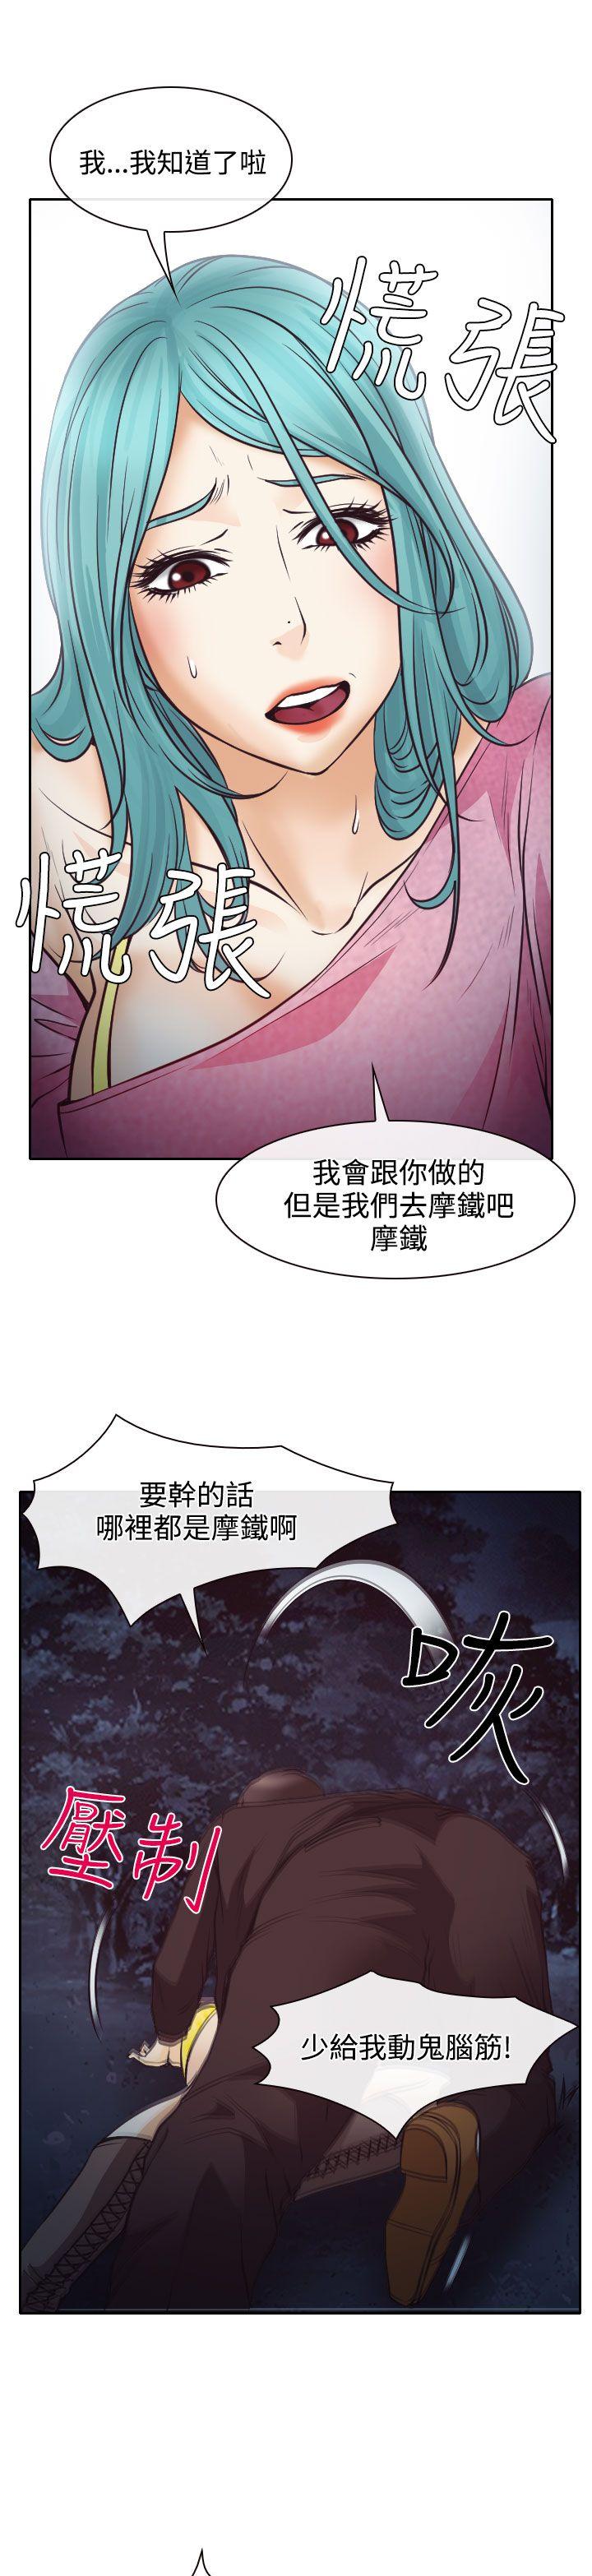 我...我知道了啦
慌張
慌張
我會跟你做的
但是我們去摩鐵吧
摩鐵
要幹的話
哪裡都是摩鐵啊
咴
壓制
少給我動鬼腦筋!